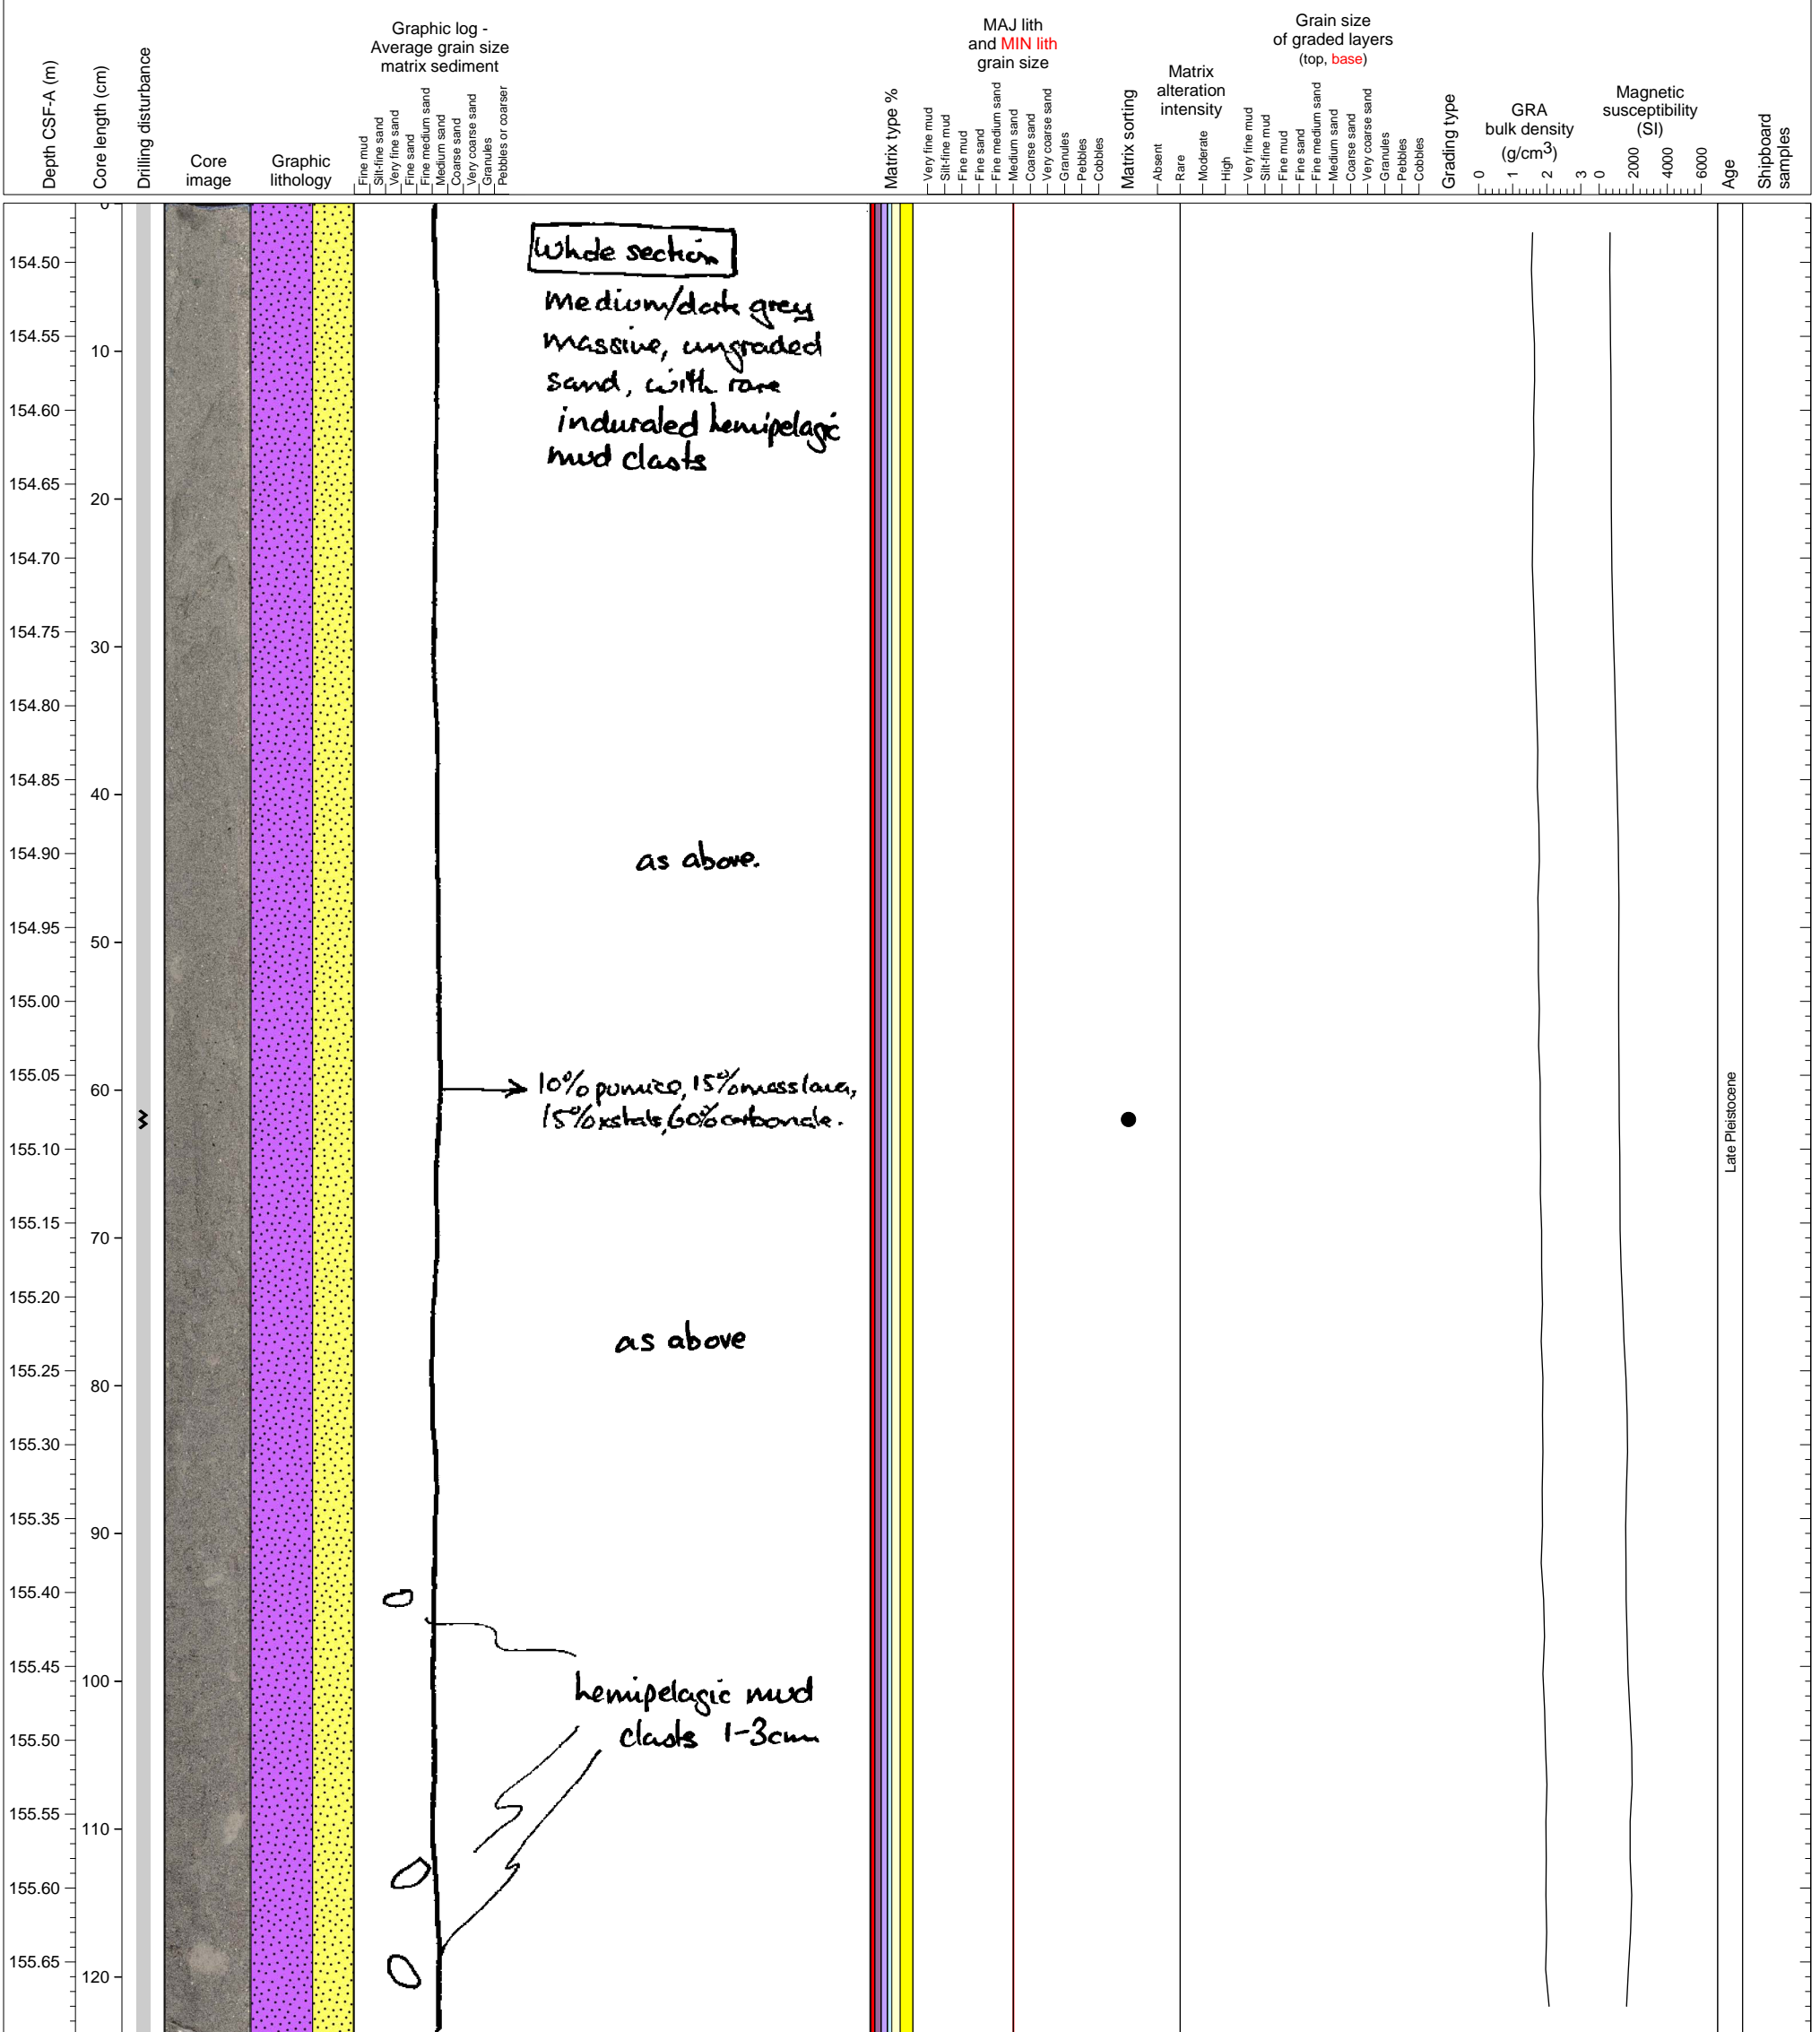 Graphic log -
Average grain size
matrix sediment
MAJ lith
and MIN lith
grain size
Grain size
of graded layers
(top, base)
Matrix
alteration
intensity
GRA
bulk density
(g/cm3)
Magnetic
susceptibility
(SI)
Depth CSF-A (m)
Core length (cm)
Drilling disturbance
Core
image
Graphic
lithology
Fine mud
Silt-fine sand
Very fine sand
Fine sand
Fine medium sand
Medium sand
Coarse sand
Very coarse sand
Granules
Pebbles or coarser
Matrix type %
Very fine mud
Silt-fine mud
Fine mud
Fine sand
Fine medium sand
Medium sand
Coarse sand
Very coarse sand
Granules
Pebbles
Cobbles
Matrix sorting
Absent
Rare
Moderate
High
Very fine mud
Silt-fine mud
Fine mud
Fine sand
Fine medium sand
Medium sand
Coarse sand
Very coarse sand
Granules
Pebbles
Cobbles
Grading type
0 1 2 3
0 2000 4000 6000
Age
Shipboard
samples
0
154.50
154.55
10
154.60
154.65
20
154.70
154.75
30
154.80
154.85
40
154.90
154.95
50
155.00
155.05
60
155.10
155.15
70
155.20
155.25
80
155.30
155.35
90
155.40
155.45
100
155.50
155.55
110
155.60
155.65
120
Whole section
Medium/dark grey
massive, ungraded
sand, with rare
indurated hemipelagic
mud clasts
as above.
10% pumice, 15% mass lava,
15% xstals, 60% carbonate.
as above
hemipelagic mud
clasts 1-3cm
Late Pleistocene